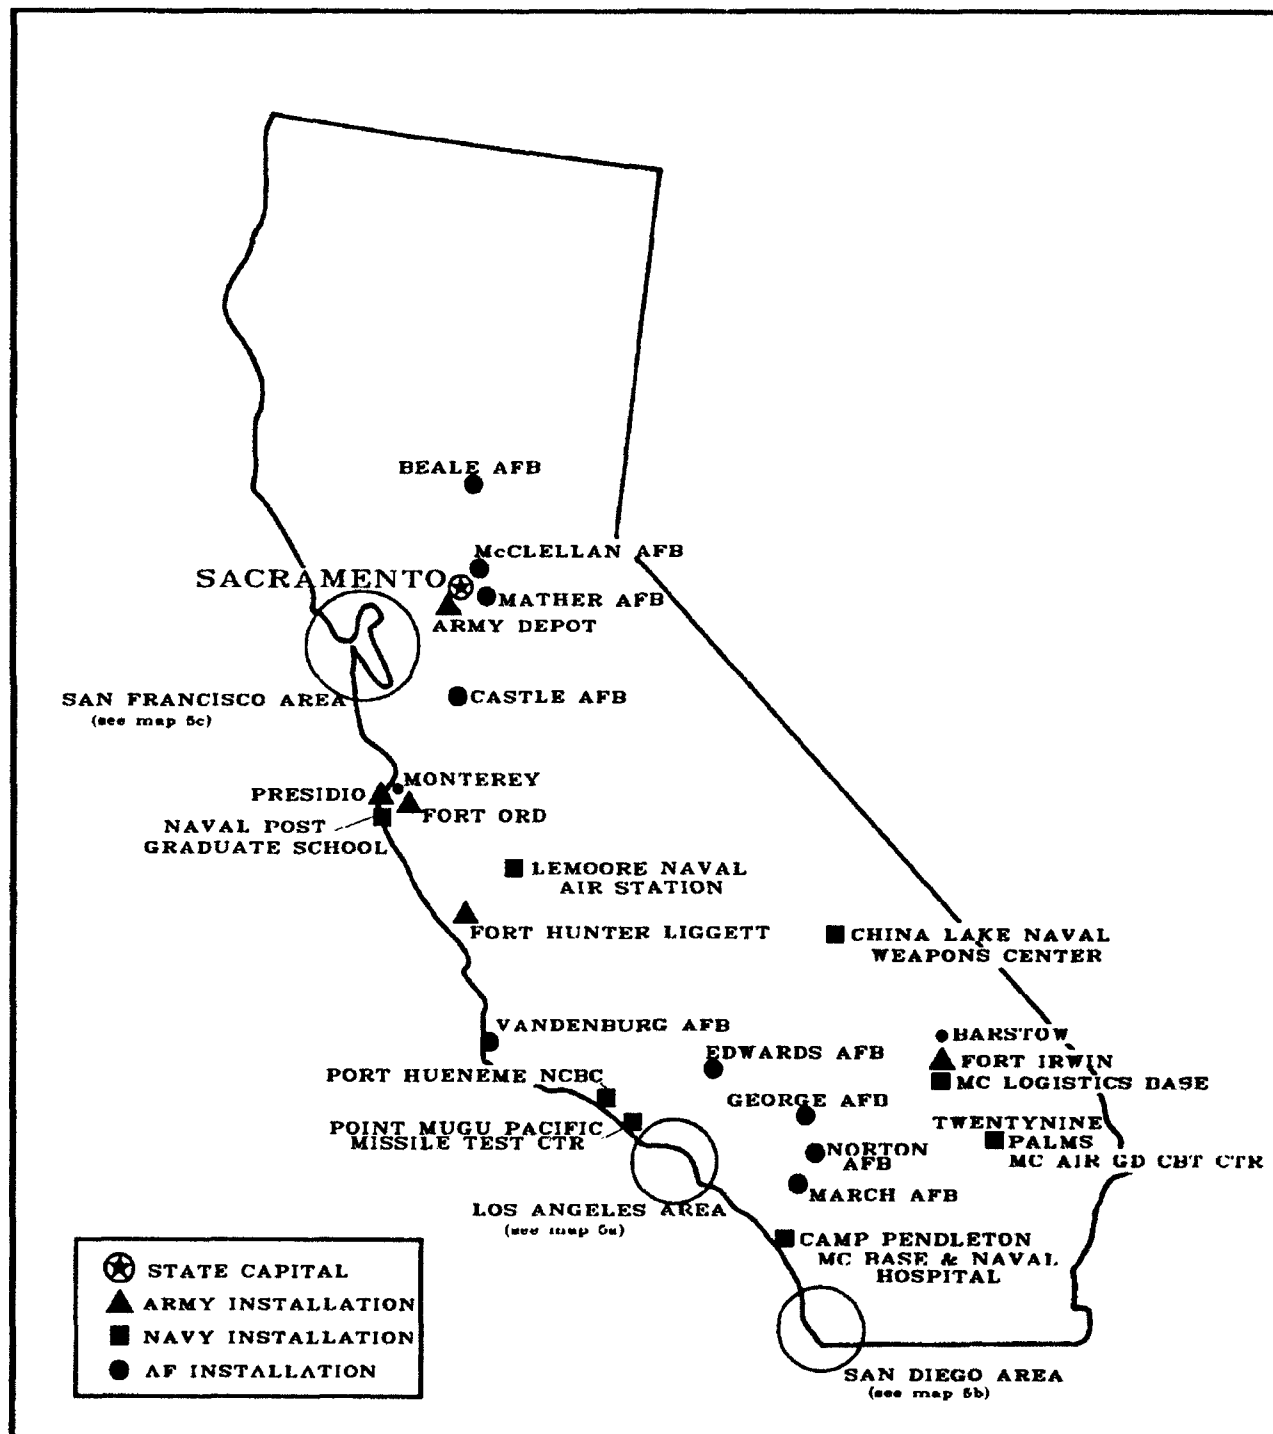 BEALE AFB
McCLELLAN AFB
SACRAMENTO
MATHER AFB
ARMY DEPOT
SAN FRANCISCO AREA
(see map 5c)
CASTLE AFB
MONTEREY
PRESIDIO
FORT ORD
NAVAL POST
GRADUATE SCHOOL
LEMOORE NAVAL
AIR STATION
FORT HUNTER LIGGETT
CHINA LAKE NAVAL
WEAPONS CENTER
VANDENBURG AFB
BARSTOW
EDWARDS AFB
FORT IRWIN
PORT HUENEME NCBC
MC LOGISTICS BASE
GEORGE AFB
POINT MUGU PACIFIC
MISSILE TEST CTR
TWENTYNINE
PALMS
MC AIR GD CBT CTR
NORTON
AFB
MARCH AFB
LOS ANGELES AREA
(see map 5a)
CAMP PENDLETON
MC BASE & NAVAL
HOSPITAL
SAN DIEGO AREA
(see map 5b)
STATE CAPITAL
ARMY INSTALLATION
NAVY INSTALLATION
AF INSTALLATION